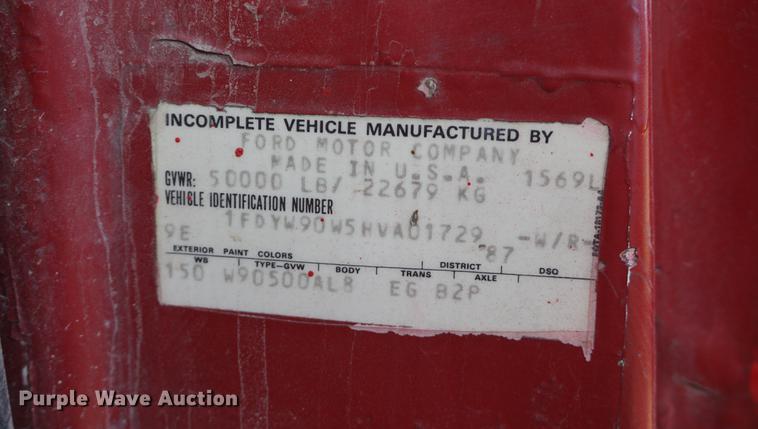 INCOMPLETE VEHICLE MANUFACTURED BY
FORD MOTOR COMPANY
MADE IN U.S.A. 1569L
GVWR: 50000 LB/ 22679 KG
VEHICLE IDENTIFICATION NUMBER
1FDYW90W5HVA01729 -W/R-
9E 87
EXTERIOR PAINT COLORS DISTRICT DSO
WB TYPE-GVW BODY TRANS AXLE
150 W90500AL8 EG B2P
Purple Wave Auction